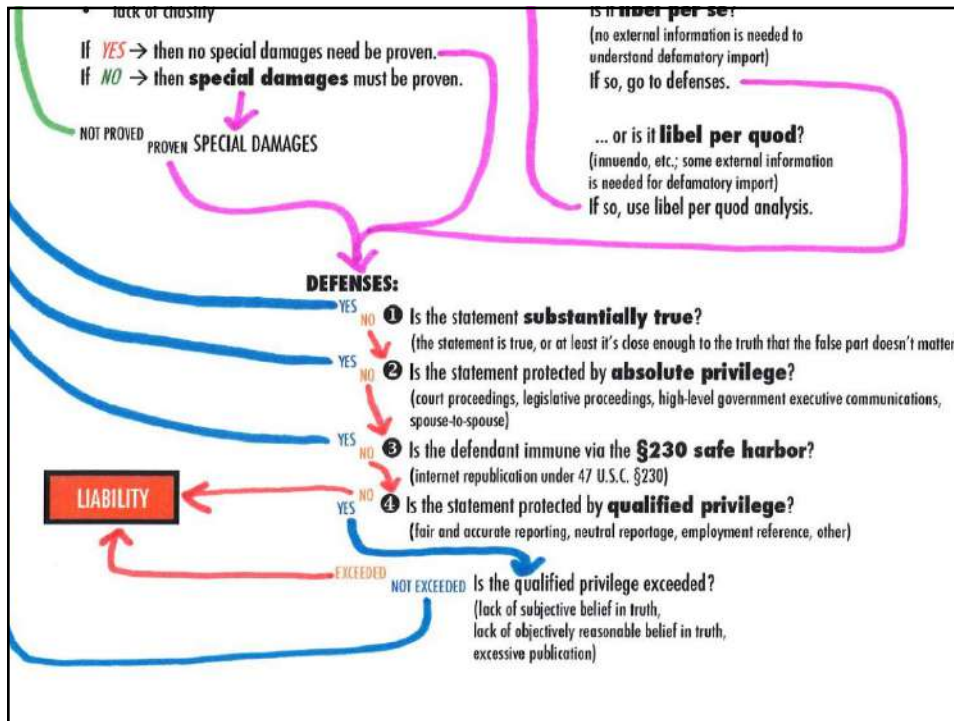 • lack of chastity
If YES → then no special damages need be proven.
If NO → then special damages must be proven.
NOT PROVED
PROVEN SPECIAL DAMAGES
Is it libel per se?
(no external information is needed to
understand defamatory import)
If so, go to defenses.
... or is it libel per quod?
(innuendo, etc.; some external information
is needed for defamatory import)
If so, use libel per quod analysis.
DEFENSES:
YES
NO ❶ Is the statement substantially true?
(the statement is true, or at least it's close enough to the truth that the false part doesn't matter
YES
NO ❷ Is the statement protected by absolute privilege?
(court proceedings, legislative proceedings, high-level government executive communications,
spouse-to-spouse)
YES
NO ❸ Is the defendant immune via the §230 safe harbor?
(internet republication under 47 U.S.C. §230)
LIABILITY
NO
YES ❹ Is the statement protected by qualified privilege?
(fair and accurate reporting, neutral reportage, employment reference, other)
EXCEEDED
NOT EXCEEDED Is the qualified privilege exceeded?
(lack of subjective belief in truth,
lack of objectively reasonable belief in truth,
excessive publication)